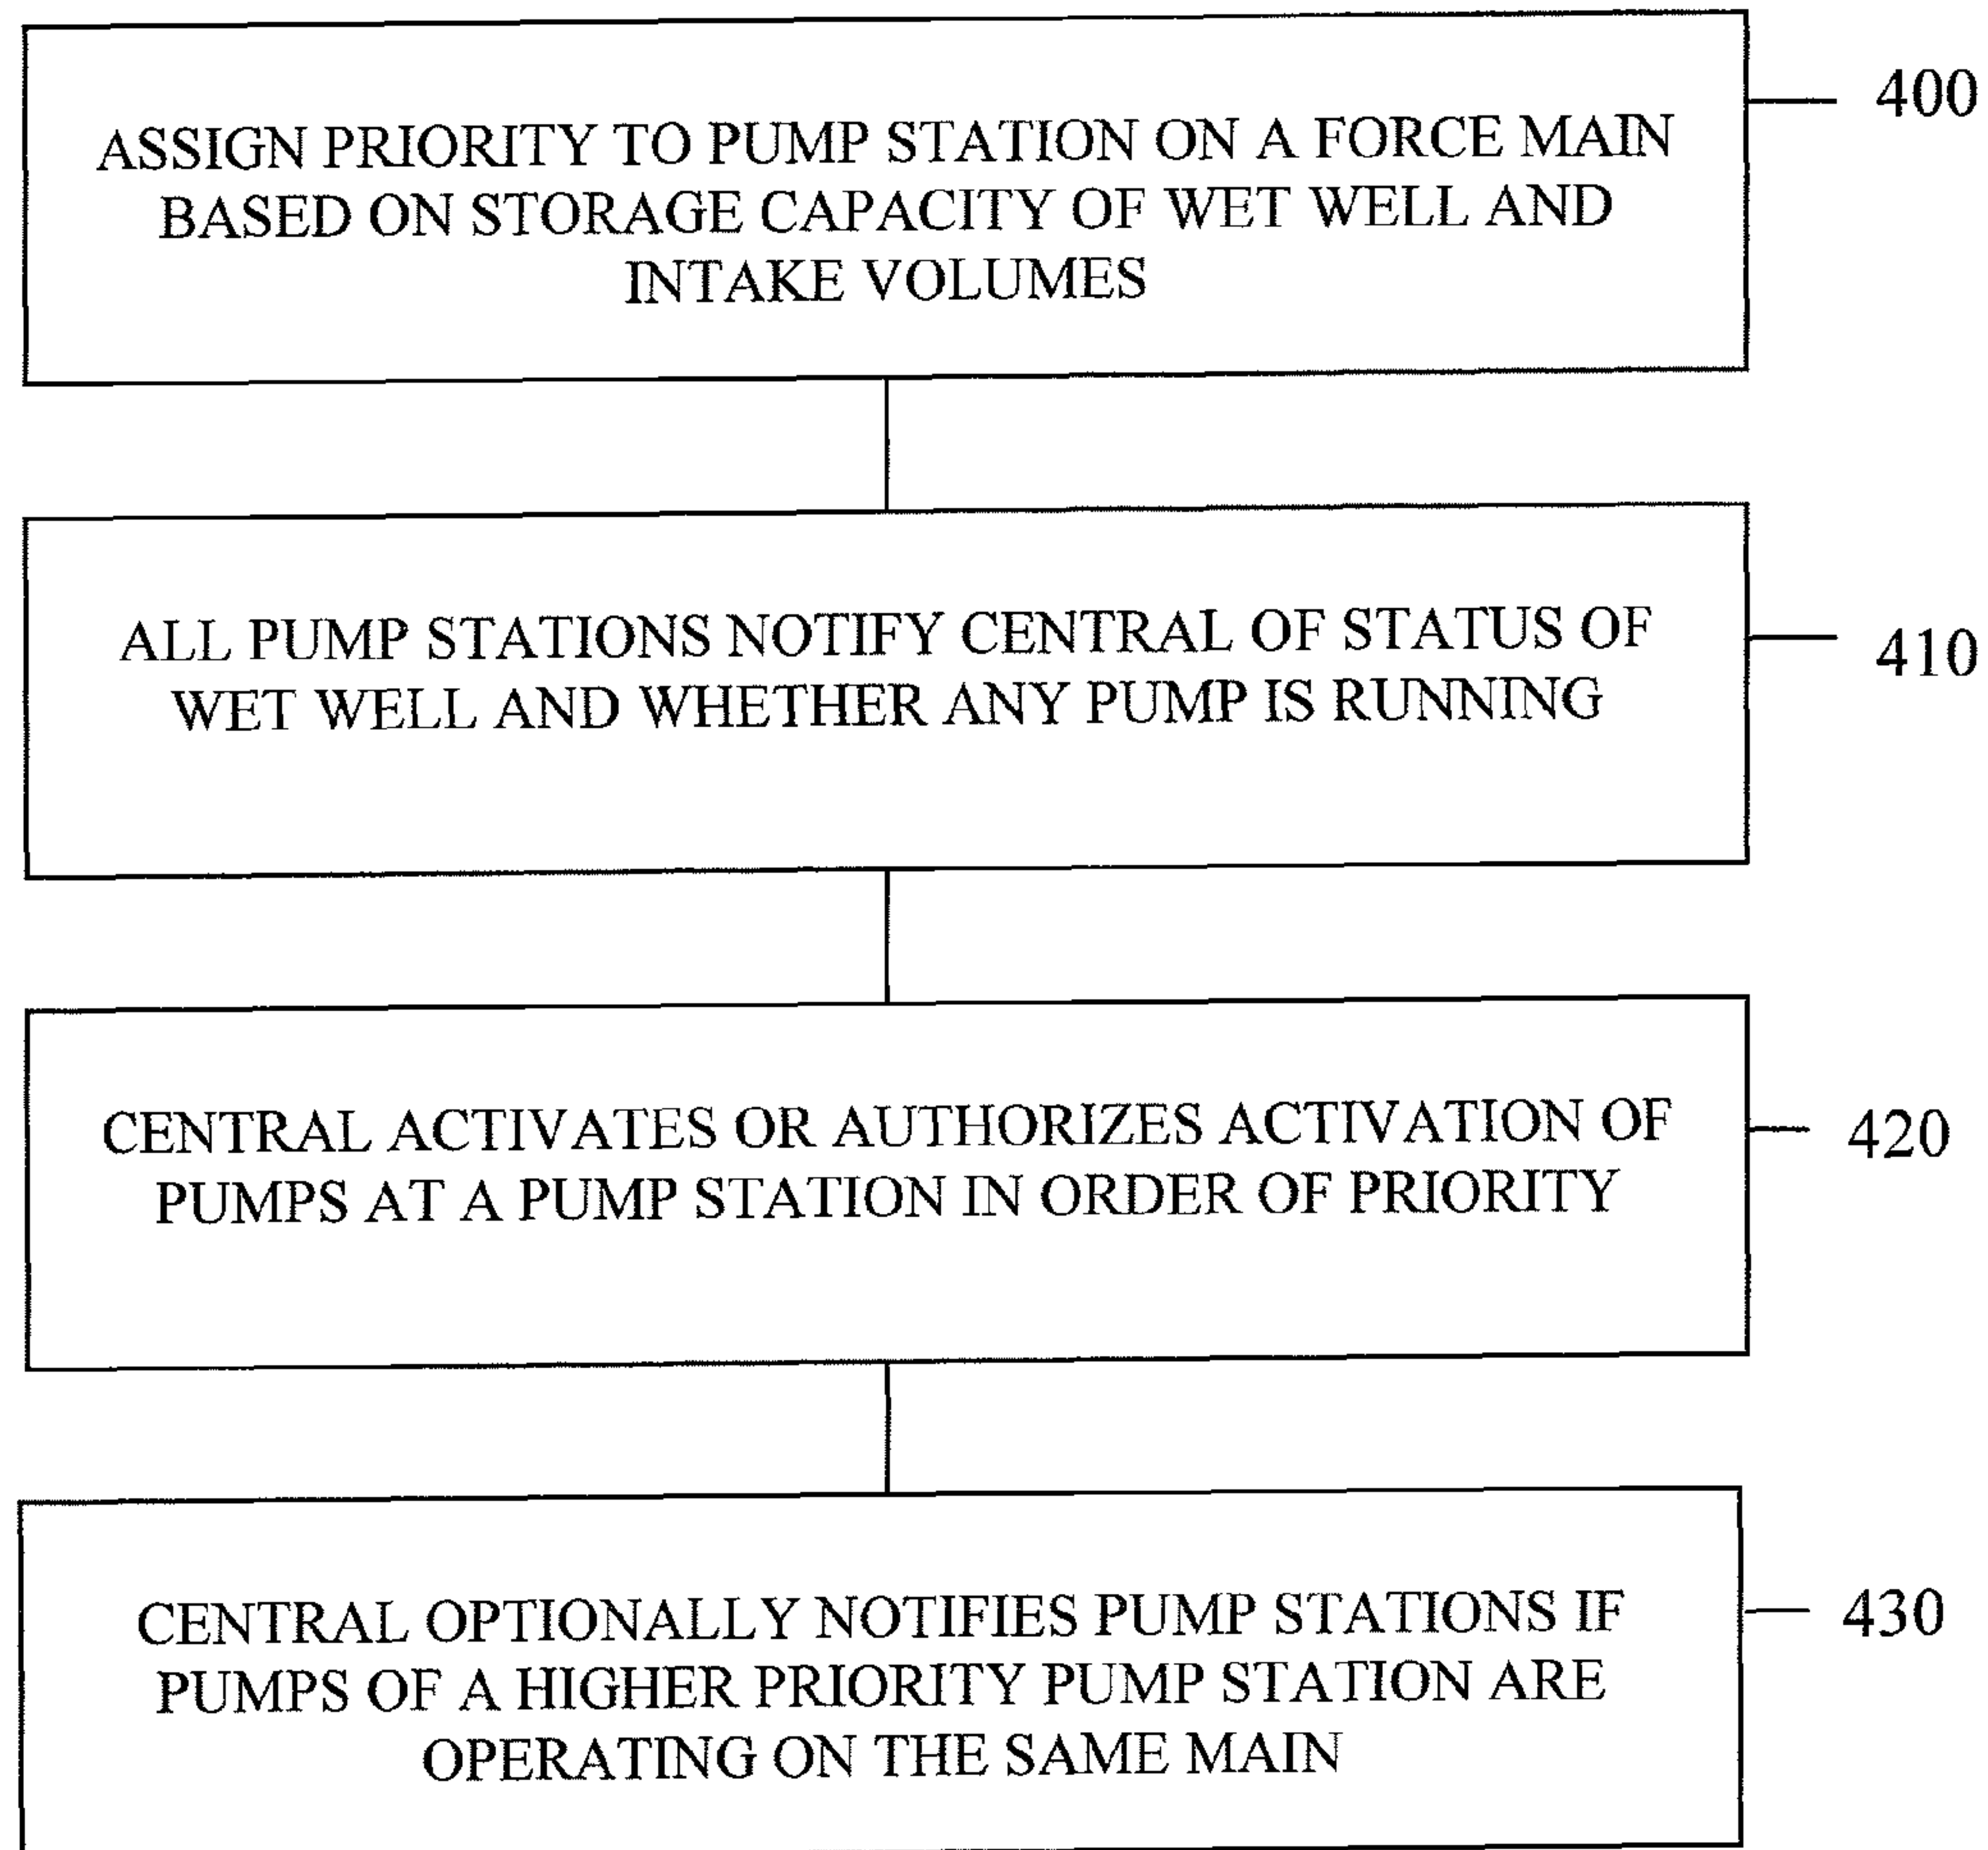 400
ASSIGN PRIORITY TO PUMP STATION ON A FORCE MAIN
BASED ON STORAGE CAPACITY OF WET WELL AND
INTAKE VOLUMES
410
ALL PUMP STATIONS NOTIFY CENTRAL OF STATUS OF
WET WELL AND WHETHER ANY PUMP IS RUNNING
420
CENTRAL ACTIVATES OR AUTHORIZES ACTIVATION OF
PUMPS AT A PUMP STATION IN ORDER OF PRIORITY
430
CENTRAL OPTIONALLY NOTIFIES PUMP STATIONS IF
PUMPS OF A HIGHER PRIORITY PUMP STATION ARE
OPERATING ON THE SAME MAIN